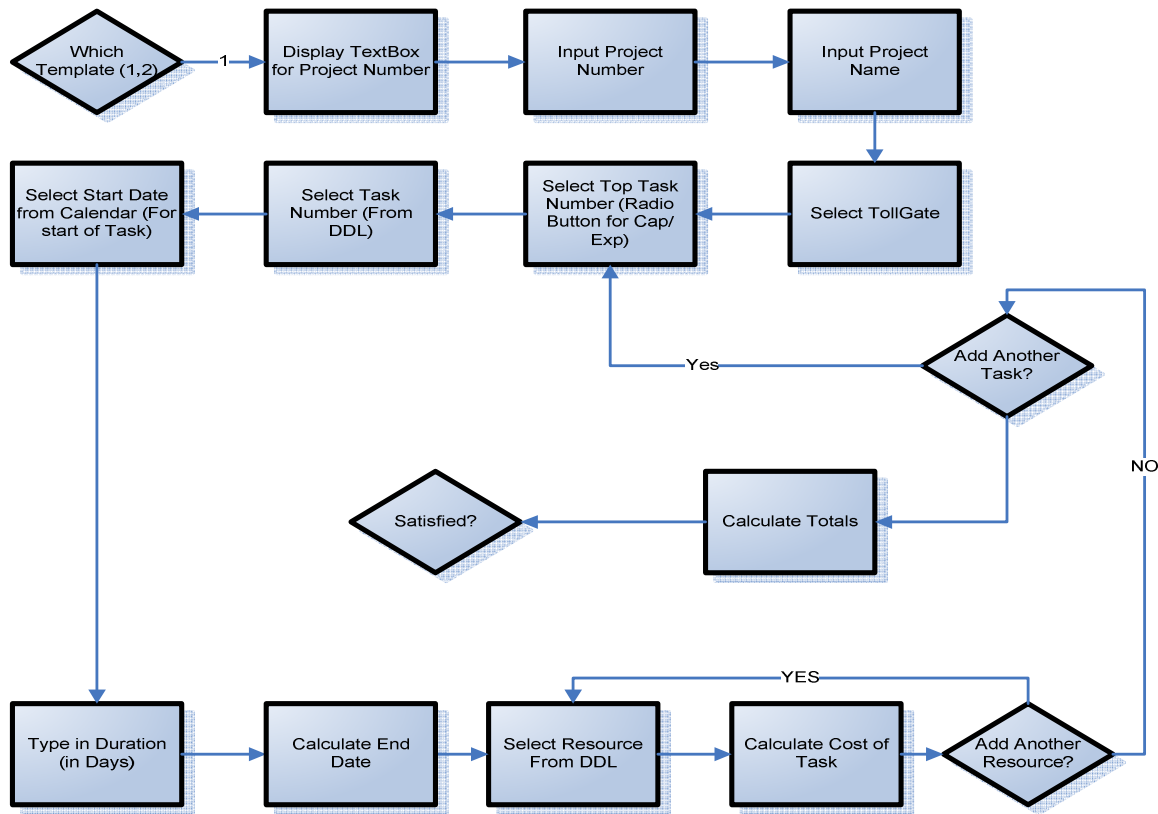 Which
Template (1,2)
1
Display TextBox
for Project Number
Input Project
Number
Input Project
Name
Select Start Date
from Calendar (For
start of Task)
Select Task
Number (From
DDL)
Select Top Task
Number (Radio
Button for Cap/
Exp)
Select TollGate
Add Another
Task?
Yes
NO
Satisfied?
Calculate Totals
YES
Type in Duration
(in Days)
Calculate End
Date
Select Resource
From DDL
Calculate Cost of
Task
Add Another
Resource?